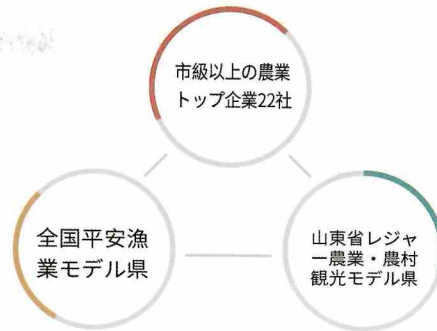 市級以上の農業
トップ企業22社
全国平安漁
業モデル県
山東省レジャ
ー農業・農村
観光モデル県